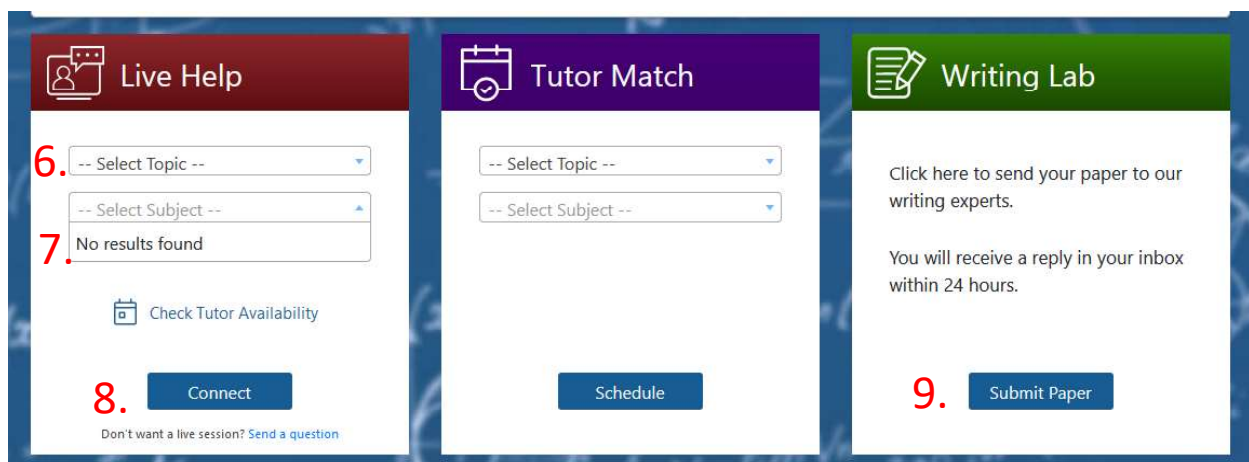 Live Help
6.
-- Select Topic --
-- Select Subject --
7.
No results found
Check Tutor Availability
8.
Connect
Don't want a live session? Send a question
Tutor Match
-- Select Topic --
-- Select Subject --
Schedule
Writing Lab
Click here to send your paper to our
writing experts.
You will receive a reply in your inbox
within 24 hours.
9.
Submit Paper